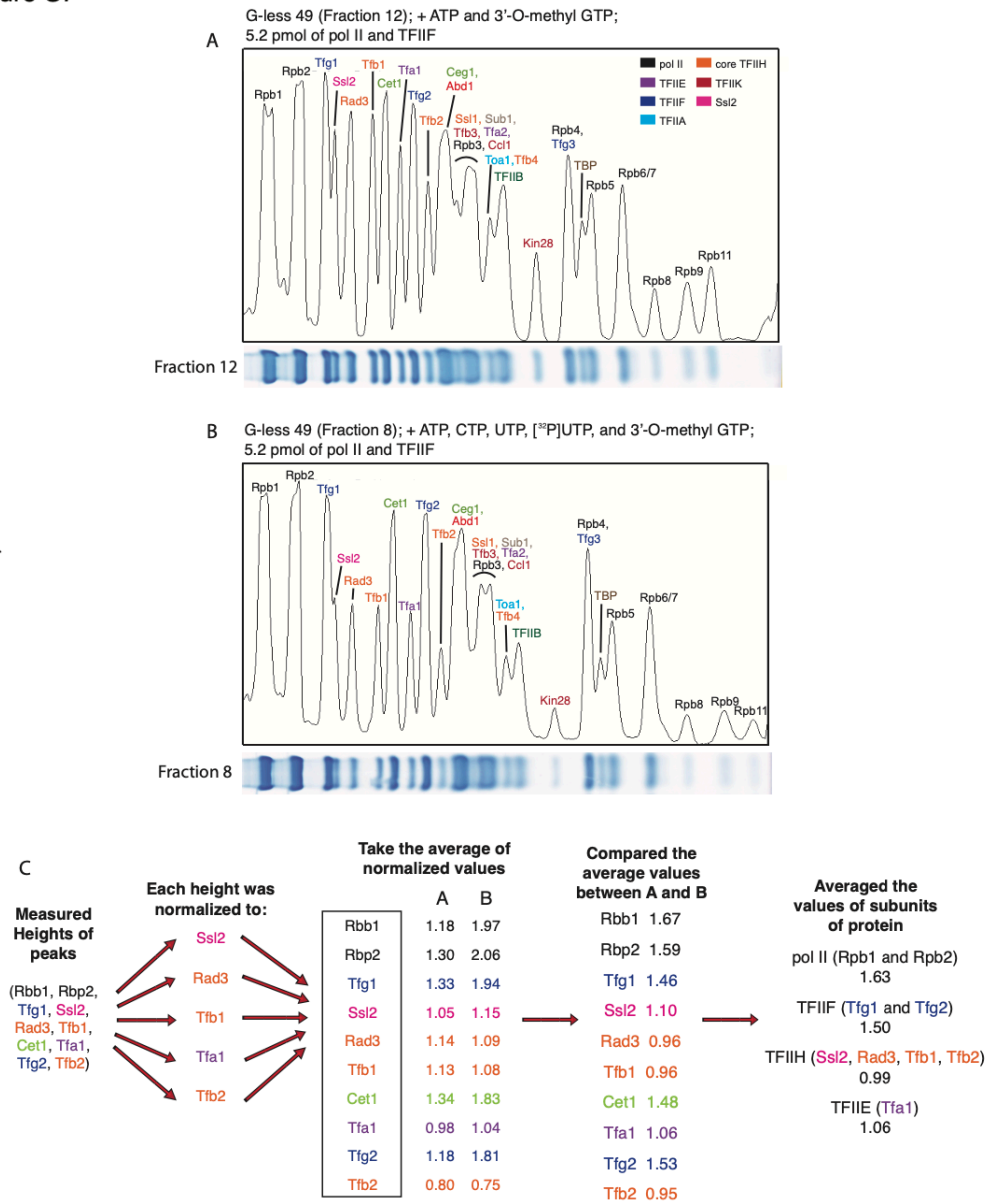 G-less 49 (Fraction 12); + ATP and 3'-O-methyl GTP;
5.2 pmol of pol II and TFIIF
A
Rpb1
Rpb2
Tfg1
Ssl2
Rad3
Tfb1
Cet1
Tfa1
Tfg2
Tfb2
Ceg1,
Abd1
Ssl1, Sub1,
Tfb3, Tfa2,
Rpb3, Ccl1
Toa1,Tfb4
TFIIB
Kin28
Rpb4,
Tfg3
TBP
Rpb5
Rpb6/7
Rpb8
Rpb9
Rpb11
pol II
core TFIIH
TFIIE
TFIIK
TFIIF
Ssl2
TFIIA
Fraction 12
B
G-less 49 (Fraction 8); + ATP, CTP, UTP, [³²P]UTP, and 3'-O-methyl GTP;
5.2 pmol of pol II and TFIIF
Rpb1
Rpb2
Tfg1
Ssl2
Rad3
Tfb1
Cet1
Tfa1
Tfg2
Tfb2
Ceg1,
Abd1
Ssl1, Sub1,
Tfb3, Tfa2,
Rpb3, Ccl1
Toa1,
Tfb4
TFIIB
Kin28
Rpb4,
Tfg3
TBP
Rpb5
Rpb6/7
Rpb8
Rpb9
Rpb11
Fraction 8
C
Measured
Heights of
peaks
(Rbb1, Rbp2,
Tfg1, Ssl2,
Rad3, Tfb1,
Cet1, Tfa1,
Tfg2, Tfb2)
Each height was
normalized to:
Ssl2
Rad3
Tfb1
Tfa1
Tfb2
Take the average of
normalized values
A B
Rbb1 1.18 1.97
Rbp2 1.30 2.06
Tfg1 1.33 1.94
Ssl2 1.05 1.15
Rad3 1.14 1.09
Tfb1 1.13 1.08
Cet1 1.34 1.83
Tfa1 0.98 1.04
Tfg2 1.18 1.81
Tfb2 0.80 0.75
Compared the
average values
between A and B
Rbb1 1.67
Rbp2 1.59
Tfg1 1.46
Ssl2 1.10
Rad3 0.96
Tfb1 0.96
Cet1 1.48
Tfa1 1.06
Tfg2 1.53
Tfb2 0.95
Averaged the
values of subunits
of protein
pol II (Rpb1 and Rpb2)
1.63
TFIIF (Tfg1 and Tfg2)
1.50
TFIIH (Ssl2, Rad3, Tfb1, Tfb2)
0.99
TFIIE (Tfa1)
1.06